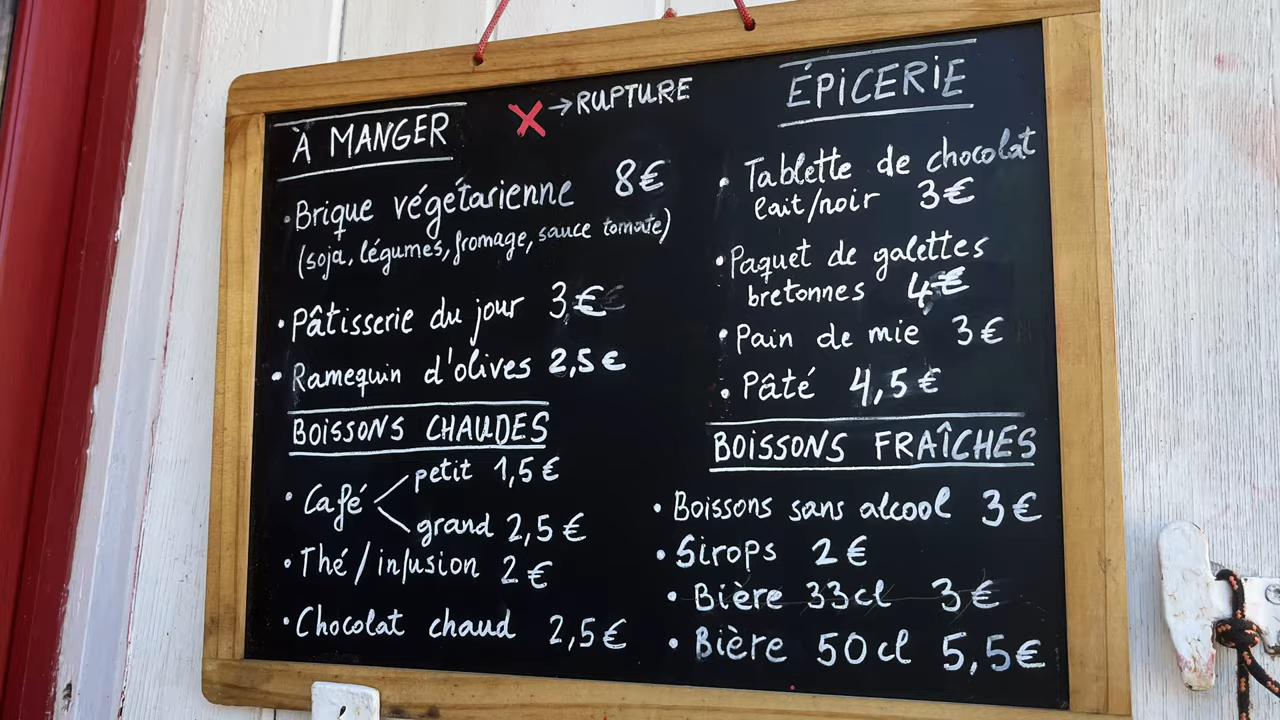 À MANGER
X → RUPTURE
• Brique végétarienne 8€
(soja, légumes, fromage, sauce tomate)
• Pâtisserie du jour 3€
• Ramequin d'olives 2,5€
BOISSONS CHAUDES
• Café < petit 1,5€
grand 2,5€
• Thé / infusion 2€
• Chocolat chaud 2,5€
ÉPiCERiE
• Tablette de chocolat
lait/noir 3€
• Paquet de galettes
bretonnes 4€
• Pain de mie 3€
• Pâté 4,5€
BOISSONS FRAÎCHES
• Boissons sans alcool 3€
• Sirops 2€
• Bière 33cl 3€
• Bière 50cl 5,5€